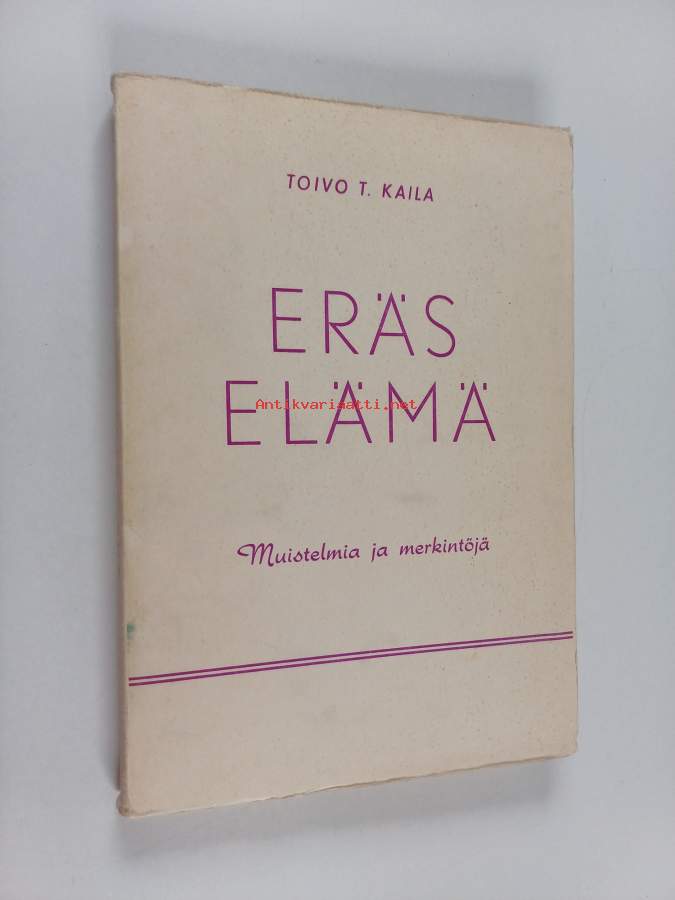 TOIVO T. KAILA
ERÄS
Antikvariaatti.net
ELÄMÄ
Muistelmia ja merkintöjä